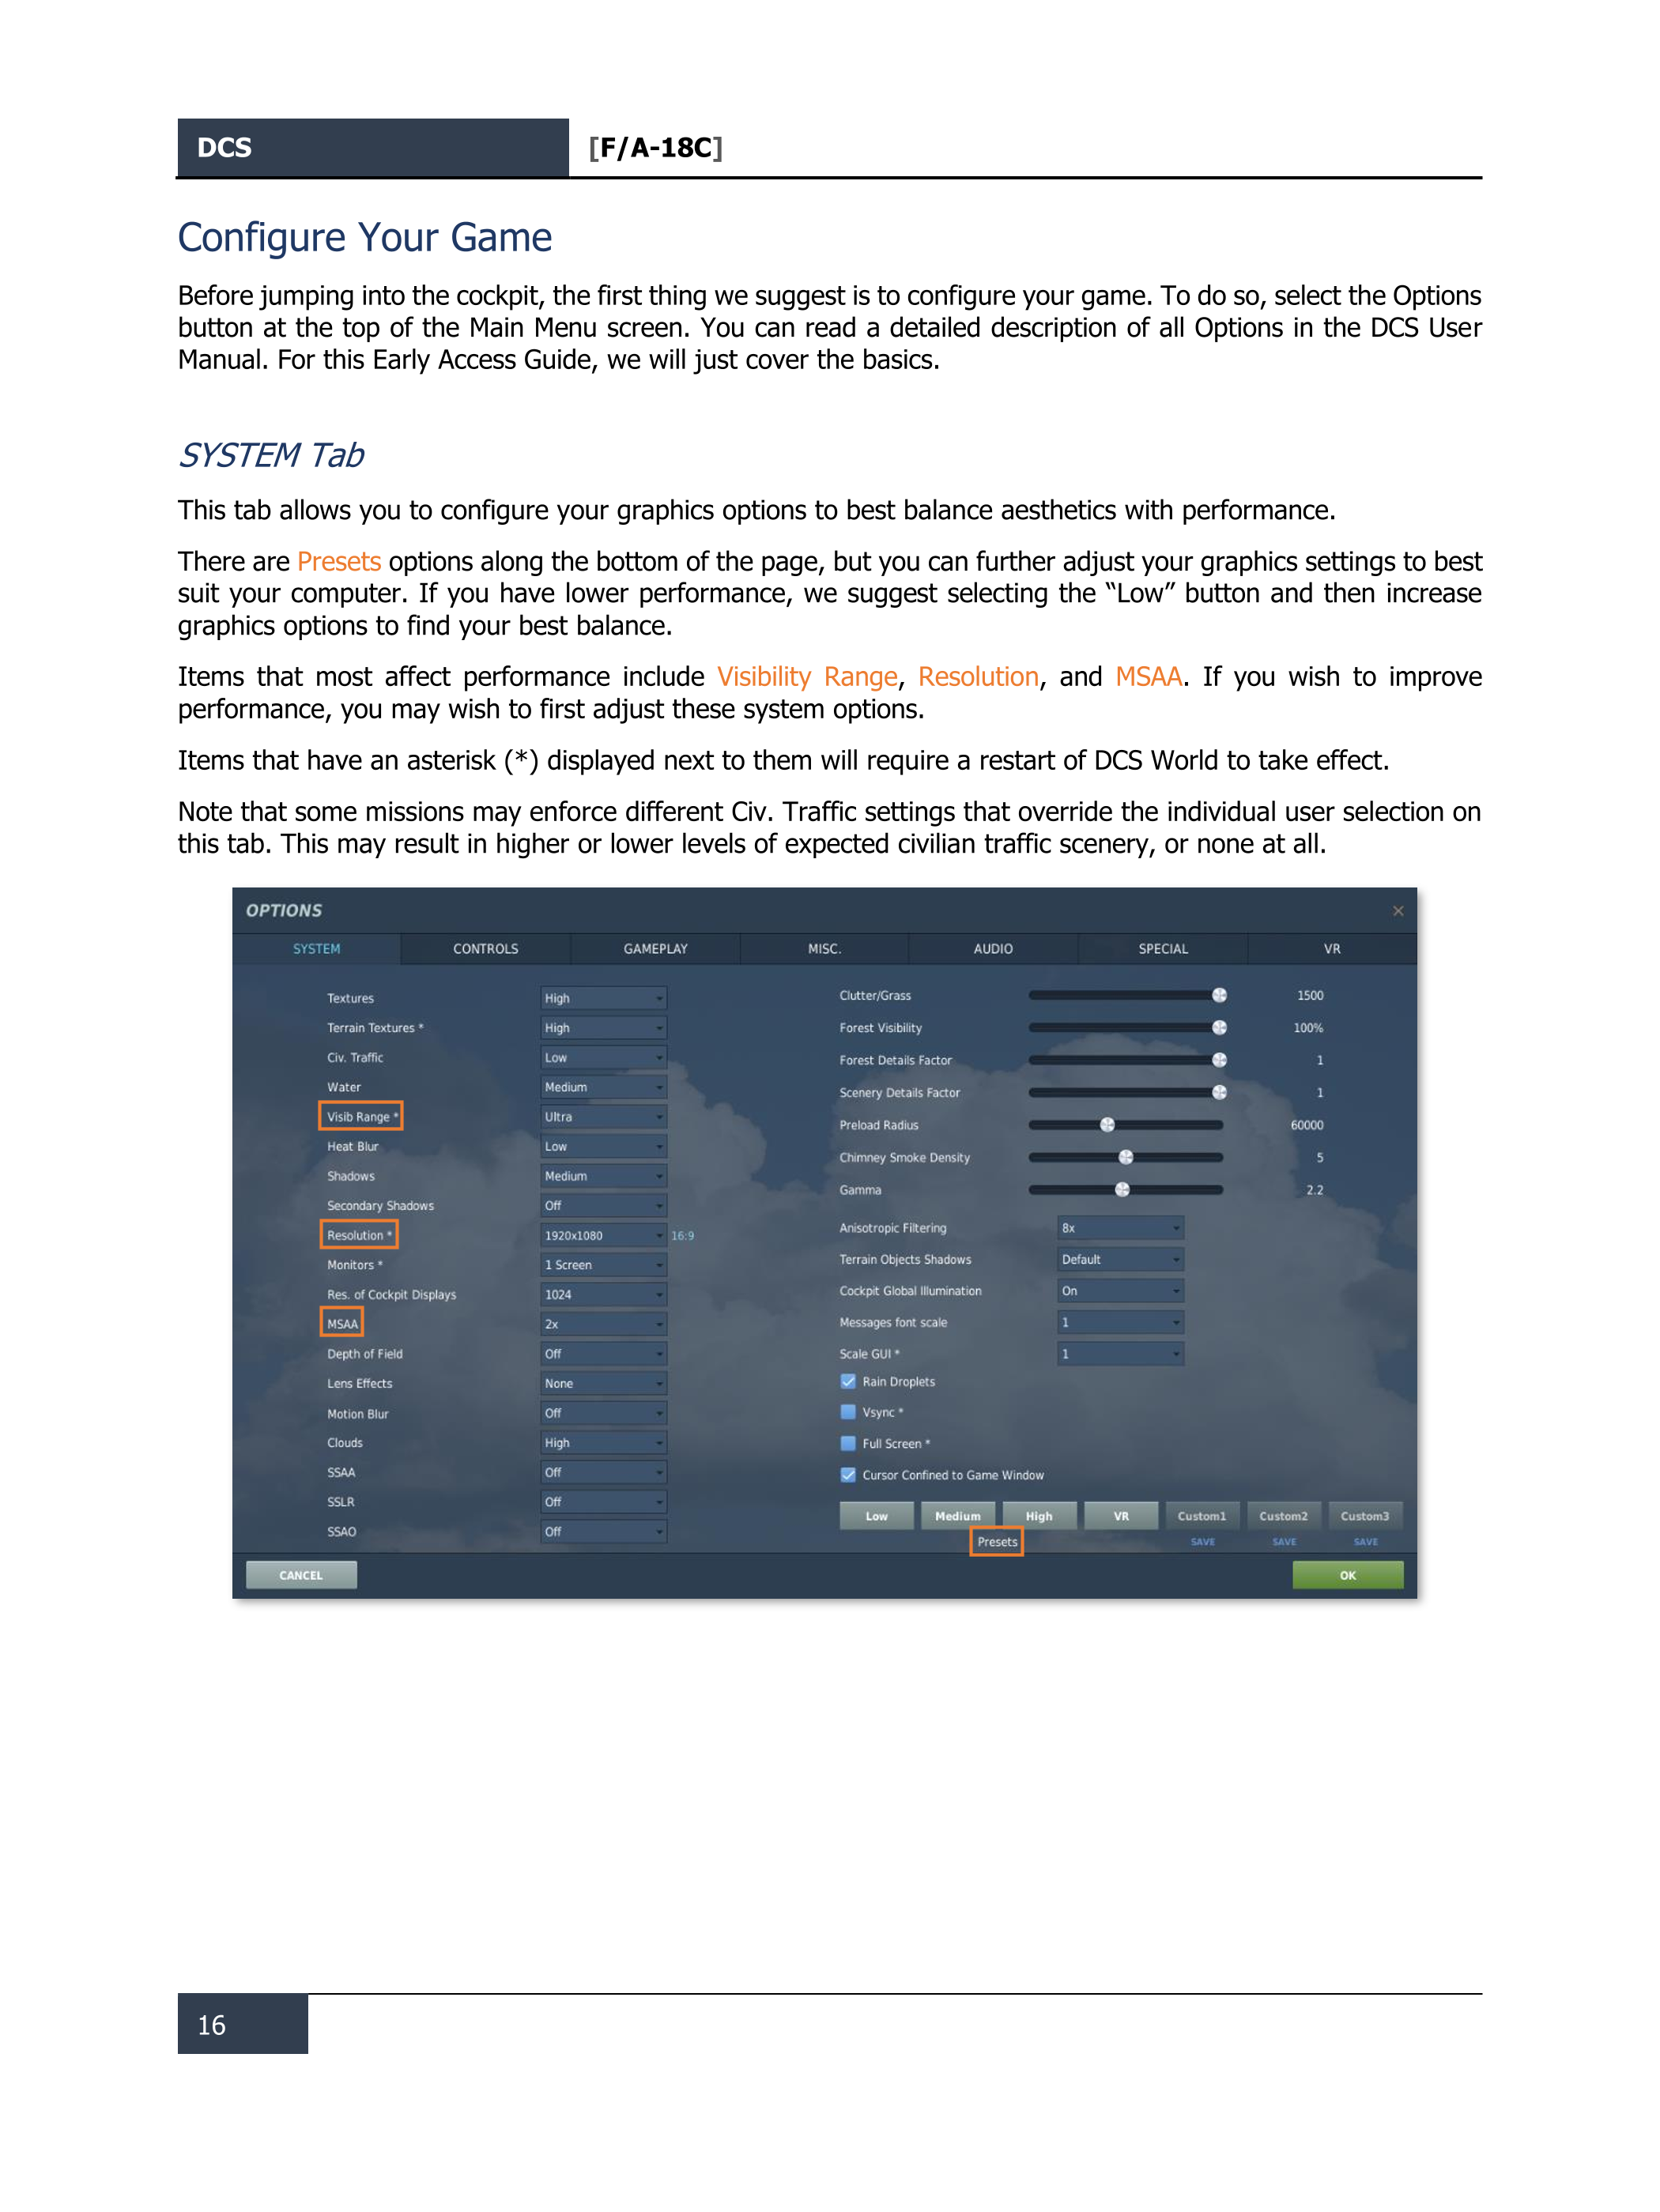 DCS [F/A-18C]
Configure Your Game
Before jumping into the cockpit, the first thing we suggest is to configure your game. To do so, select the Options
button at the top of the Main Menu screen. You can read a detailed description of all Options in the DCS User
Manual. For this Early Access Guide, we will just cover the basics.
SYSTEM Tab
This tab allows you to configure your graphics options to best balance aesthetics with performance.
There are Presets options along the bottom of the page, but you can further adjust your graphics settings to best
suit your computer. If you have lower performance, we suggest selecting the “Low” button and then increase
graphics options to find your best balance.
Items that most affect performance include Visibility Range, Resolution, and MSAA. If you wish to improve
performance, you may wish to first adjust these system options.
Items that have an asterisk (*) displayed next to them will require a restart of DCS World to take effect.
Note that some missions may enforce different Civ. Traffic settings that override the individual user selection on
this tab. This may result in higher or lower levels of expected civilian traffic scenery, or none at all.
OPTIONS ×
SYSTEM CONTROLS GAMEPLAY MISC. AUDIO SPECIAL VR
Textures High
Terrain Textures * High
Civ. Traffic Low
Water Medium
Visib Range * Ultra
Heat Blur Low
Shadows Medium
Secondary Shadows Off
Resolution * 1920x1080 16:9
Monitors * 1 Screen
Res. of Cockpit Displays 1024
MSAA 2x
Depth of Field Off
Lens Effects None
Motion Blur Off
Clouds High
SSAA Off
SSLR Off
SSAO Off
Clutter/Grass 1500
Forest Visibility 100%
Forest Details Factor 1
Scenery Details Factor 1
Preload Radius 60000
Chimney Smoke Density 5
Gamma 2.2
Anisotropic Filtering 8x
Terrain Objects Shadows Default
Cockpit Global Illumination On
Messages font scale 1
Scale GUI * 1
Rain Droplets
Vsync *
Full Screen *
Cursor Confined to Game Window
Low Medium High VR Custom1 Custom2 Custom3
Presets SAVE SAVE SAVE
CANCEL OK
16